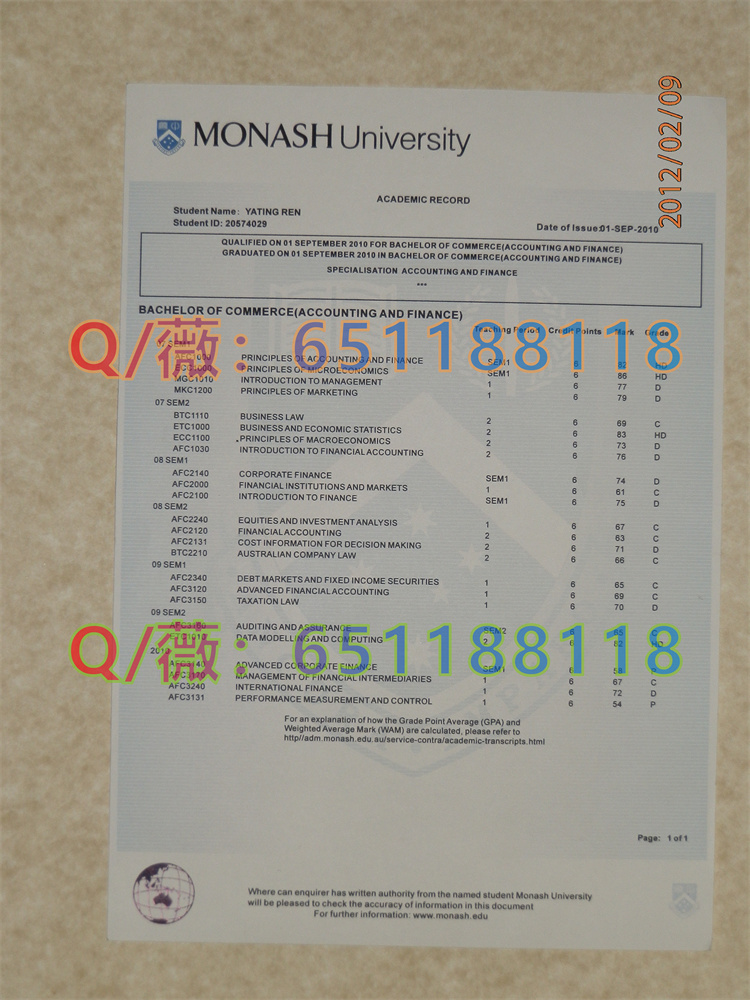 2012/02/09
MONASH University
ACADEMIC RECORD
Student Name: YATING REN
Student ID: 20574029
Date of Issue:01-SEP-2010
QUALIFIED ON 01 SEPTEMBER 2010 FOR BACHELOR OF COMMERCE(ACCOUNTING AND FINANCE)
GRADUATED ON 01 SEPTEMBER 2010 IN BACHELOR OF COMMERCE(ACCOUNTING AND FINANCE)
SPECIALISATION ACCOUNTING AND FINANCE
***
BACHELOR OF COMMERCE(ACCOUNTING AND FINANCE)
Teaching Period Credit Points Mark Grade
Q/薇：651188118
07 SEM1
AFC1000 PRINCIPLES OF ACCOUNTING AND FINANCE SEM1 6 82 HD
ECC1000 PRINCIPLES OF MICROECONOMICS SEM1 6 86 HD
MGC1010 INTRODUCTION TO MANAGEMENT 1 6 77 D
MKC1200 PRINCIPLES OF MARKETING 1 6 79 D
07 SEM2
BTC1110 BUSINESS LAW 2 6 69 C
ETC1000 BUSINESS AND ECONOMIC STATISTICS 2 6 83 HD
ECC1100 PRINCIPLES OF MACROECONOMICS 2 6 73 D
AFC1030 INTRODUCTION TO FINANCIAL ACCOUNTING 2 6 76 D
08 SEM1
AFC2140 CORPORATE FINANCE SEM1 6 74 D
AFC2000 FINANCIAL INSTITUTIONS AND MARKETS 1 6 61 C
AFC2100 INTRODUCTION TO FINANCE SEM1 6 75 D
08 SEM2
AFC2240 EQUITIES AND INVESTMENT ANALYSIS 1 6 67 C
AFC2120 FINANCIAL ACCOUNTING 2 6 63 C
AFC2131 COST INFORMATION FOR DECISION MAKING 2 6 71 D
BTC2210 AUSTRALIAN COMPANY LAW 2 6 66 C
09 SEM1
AFC2340 DEBT MARKETS AND FIXED INCOME SECURITIES 1 6 65 C
AFC3120 ADVANCED FINANCIAL ACCOUNTING 1 6 69 C
AFC3150 TAXATION LAW 1 6 70 D
09 SEM2
AUDITING AND ASSURANCE SEM2 6 65 C
ETC1010 DATA MODELLING AND COMPUTING 2 6 82 HD
Q/薇：651188118
AFC3140 ADVANCED CORPORATE FINANCE SEM1 6 58 P
AFC3170 MANAGEMENT OF FINANCIAL INTERMEDIARIES 1 6 67 C
AFC3240 INTERNATIONAL FINANCE 1 6 72 D
AFC3131 PERFORMANCE MEASUREMENT AND CONTROL 1 6 54 P
For an explanation of how the Grade Point Average (GPA) and
Weighted Average Mark (WAM) are calculated, please refer to
http//adm.monash.edu.au/service-contra/academic-transcripts.html
Page: 1 of 1
Where can enquirer has written authority from the named student Monash University
will be pleased to check the accuracy of information in this document
For further information: www.monash.edu